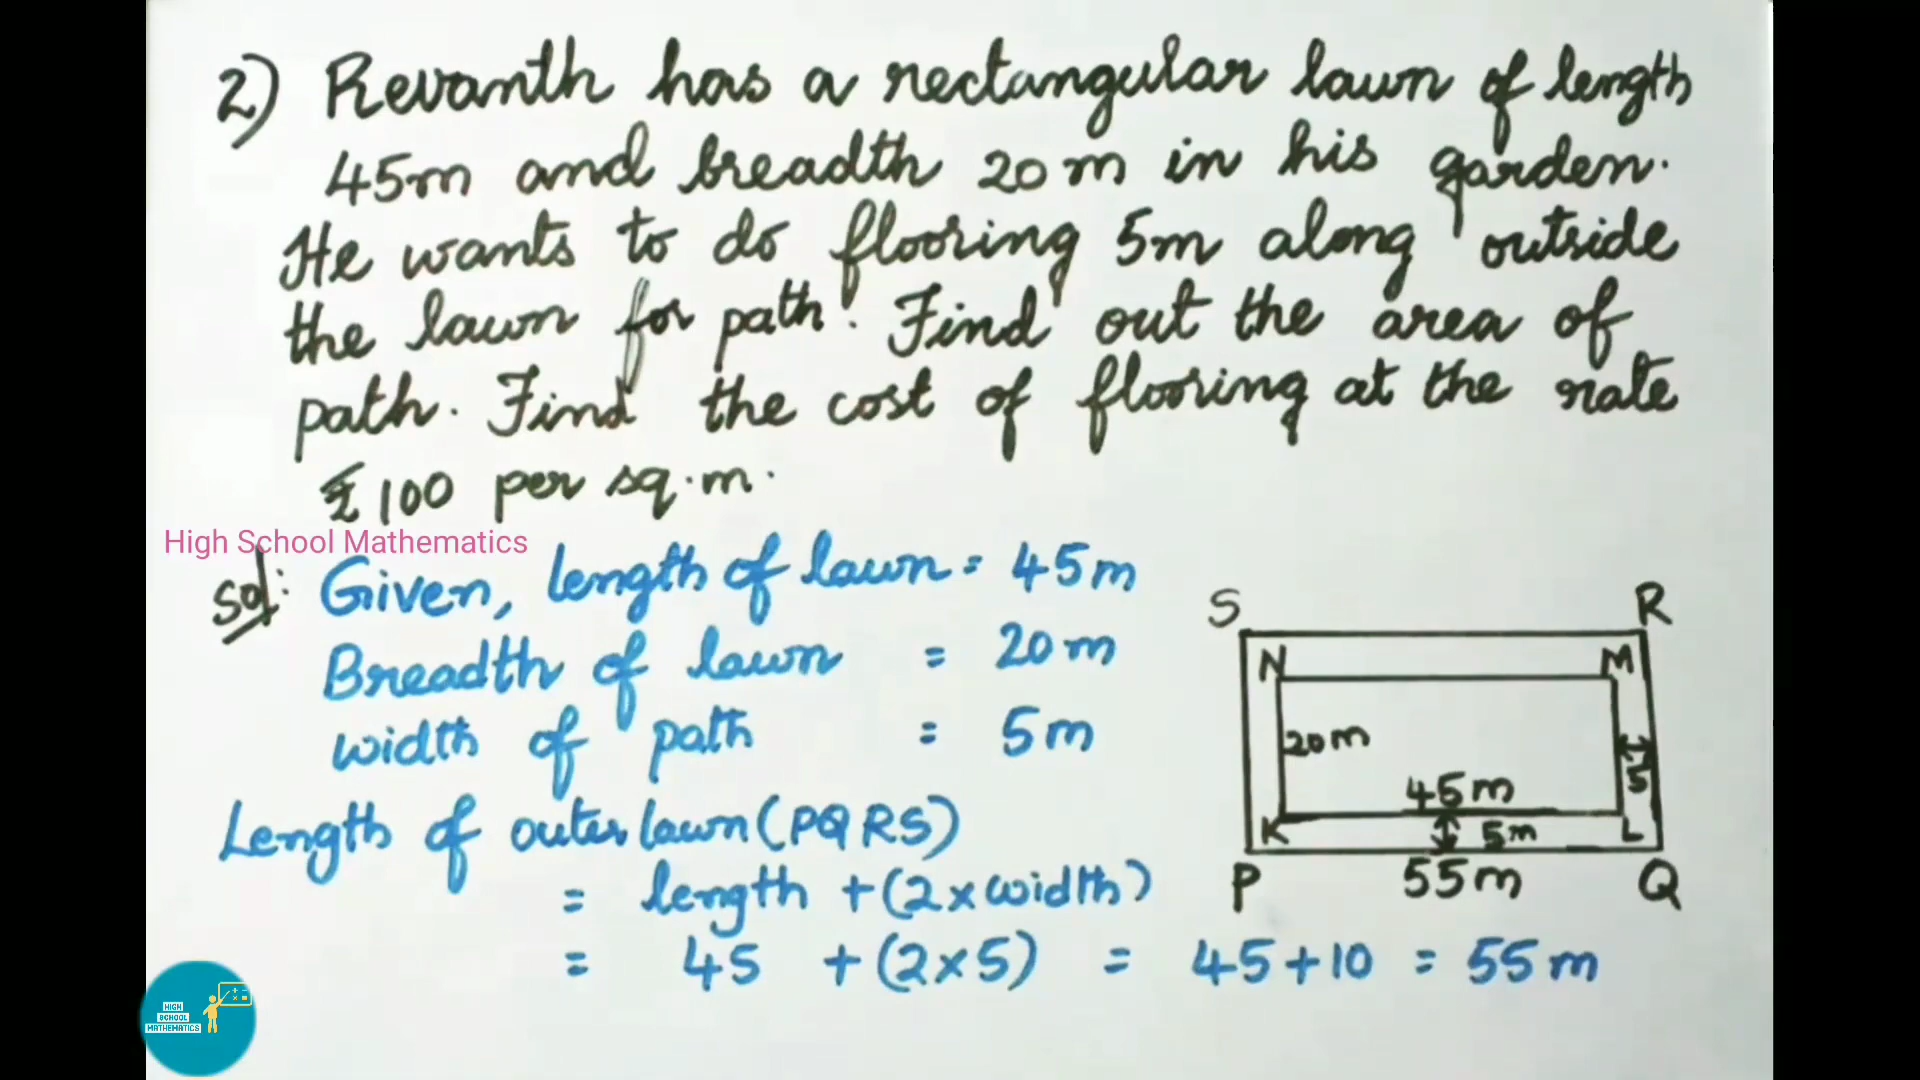 2) Revanth has a rectangular lawn of length
45m and breadth 20m in his garden.
He wants to do flooring 5m along outside
the lawn for path. Find out the area of
path. Find the cost of flooring at the rate
₹100 per sq.m.
High School Mathematics
Sol: Given, length of lawn = 45m
Breadth of lawn = 20m
width of path = 5m
Length of outer lawn (PQRS)
= length + (2×width)
= 45 + (2×5) = 45+10 = 55m
S R
N M
20m
5
45m
K 5m L
P 55m Q
HIGH
SCHOOL
MATHEMATICS